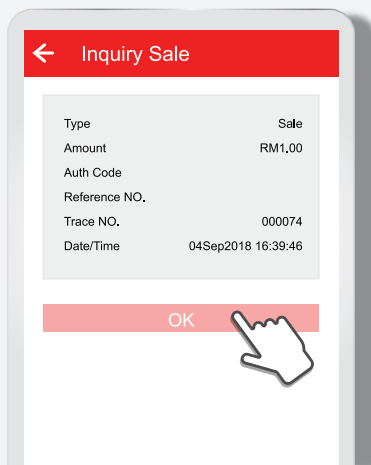 Inquiry Sale
Type Sale
Amount RM1.00
Auth Code
Reference NO.
Trace NO. 000074
Date/Time 04Sep2018 16:39:46
OK